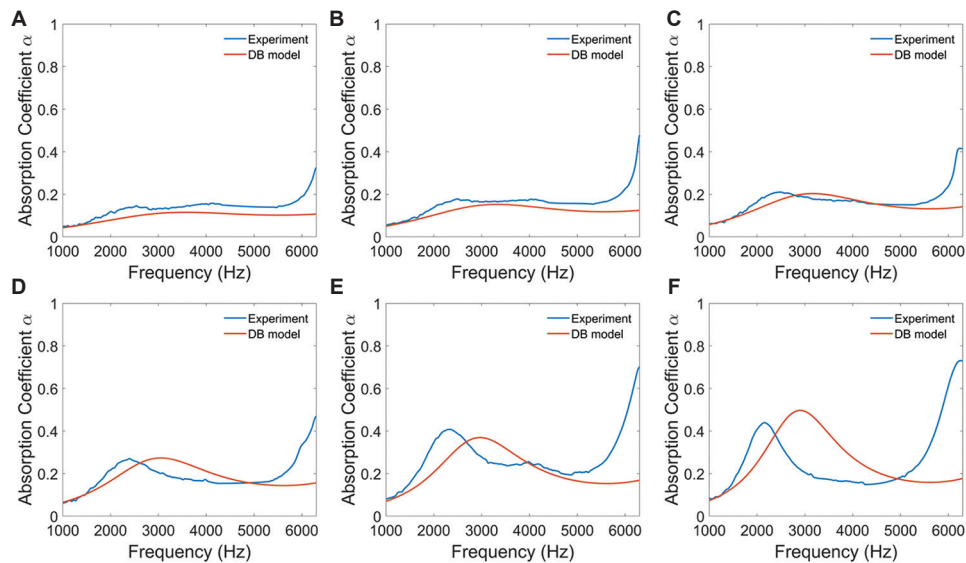 A
Absorption Coefficient α
1
0.8
0.6
0.4
0.2
0
Experiment
DB model
1000 2000 3000 4000 5000 6000
Frequency (Hz)
B
Absorption Coefficient α
1
0.8
0.6
0.4
0.2
0
Experiment
DB model
1000 2000 3000 4000 5000 6000
Frequency (Hz)
C
Absorption Coefficient α
1
0.8
0.6
0.4
0.2
0
Experiment
DB model
1000 2000 3000 4000 5000 6000
Frequency (Hz)
D
Absorption Coefficient α
1
0.8
0.6
0.4
0.2
0
Experiment
DB model
1000 2000 3000 4000 5000 6000
Frequency (Hz)
E
Absorption Coefficient α
1
0.8
0.6
0.4
0.2
0
Experiment
DB model
1000 2000 3000 4000 5000 6000
Frequency (Hz)
F
Absorption Coefficient α
1
0.8
0.6
0.4
0.2
0
Experiment
DB model
1000 2000 3000 4000 5000 6000
Frequency (Hz)